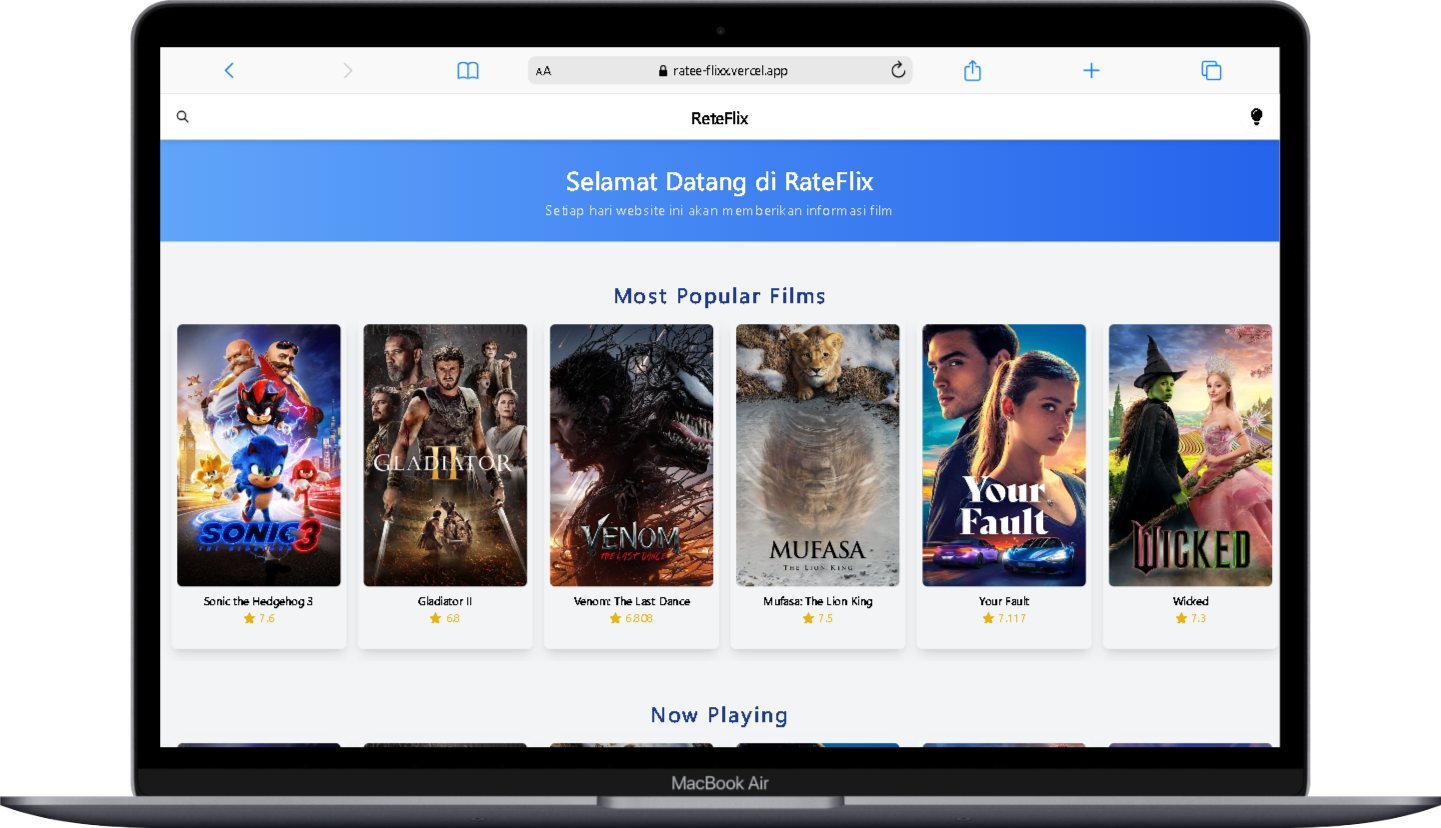 AA ratee-flixx.vercel.app
ReteFlix
Selamat Datang di RateFlix
Setiap hari website ini akan memberikan informasi film
Most Popular Films
SONIC 3
THE HEDGEHOG
GLADIATOR
II
VENOM
THE LAST DANCE
MUFASA
THE LION KING
Your
Fault
WICKED
Sonic the Hedgehog 3
7.6
Gladiator II
6.8
Venom: The Last Dance
6.808
Mufasa: The Lion King
7.5
Your Fault
7.117
Wicked
7.3
Now Playing
MacBook Air